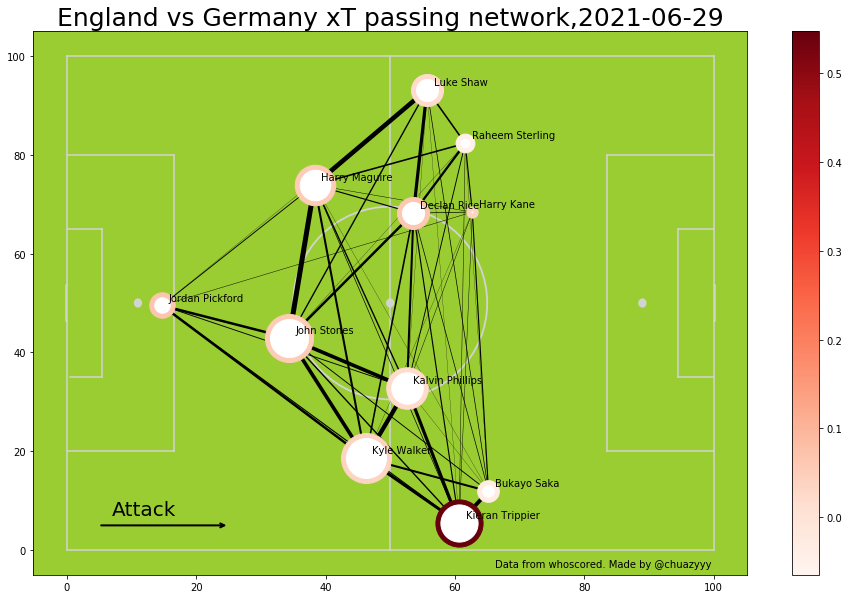 England vs Germany xT passing network,2021-06-29
100
80
60
40
20
0
0
20
40
60
80
100
Luke Shaw
Raheem Sterling
Harry Maguire
Declan Rice
Harry Kane
Jordan Pickford
John Stones
Kalvin Phillips
Kyle Walker
Bukayo Saka
Kieran Trippier
Attack
Data from whoscored. Made by @chuazyyy
0.5
0.4
0.3
0.2
0.1
0.0